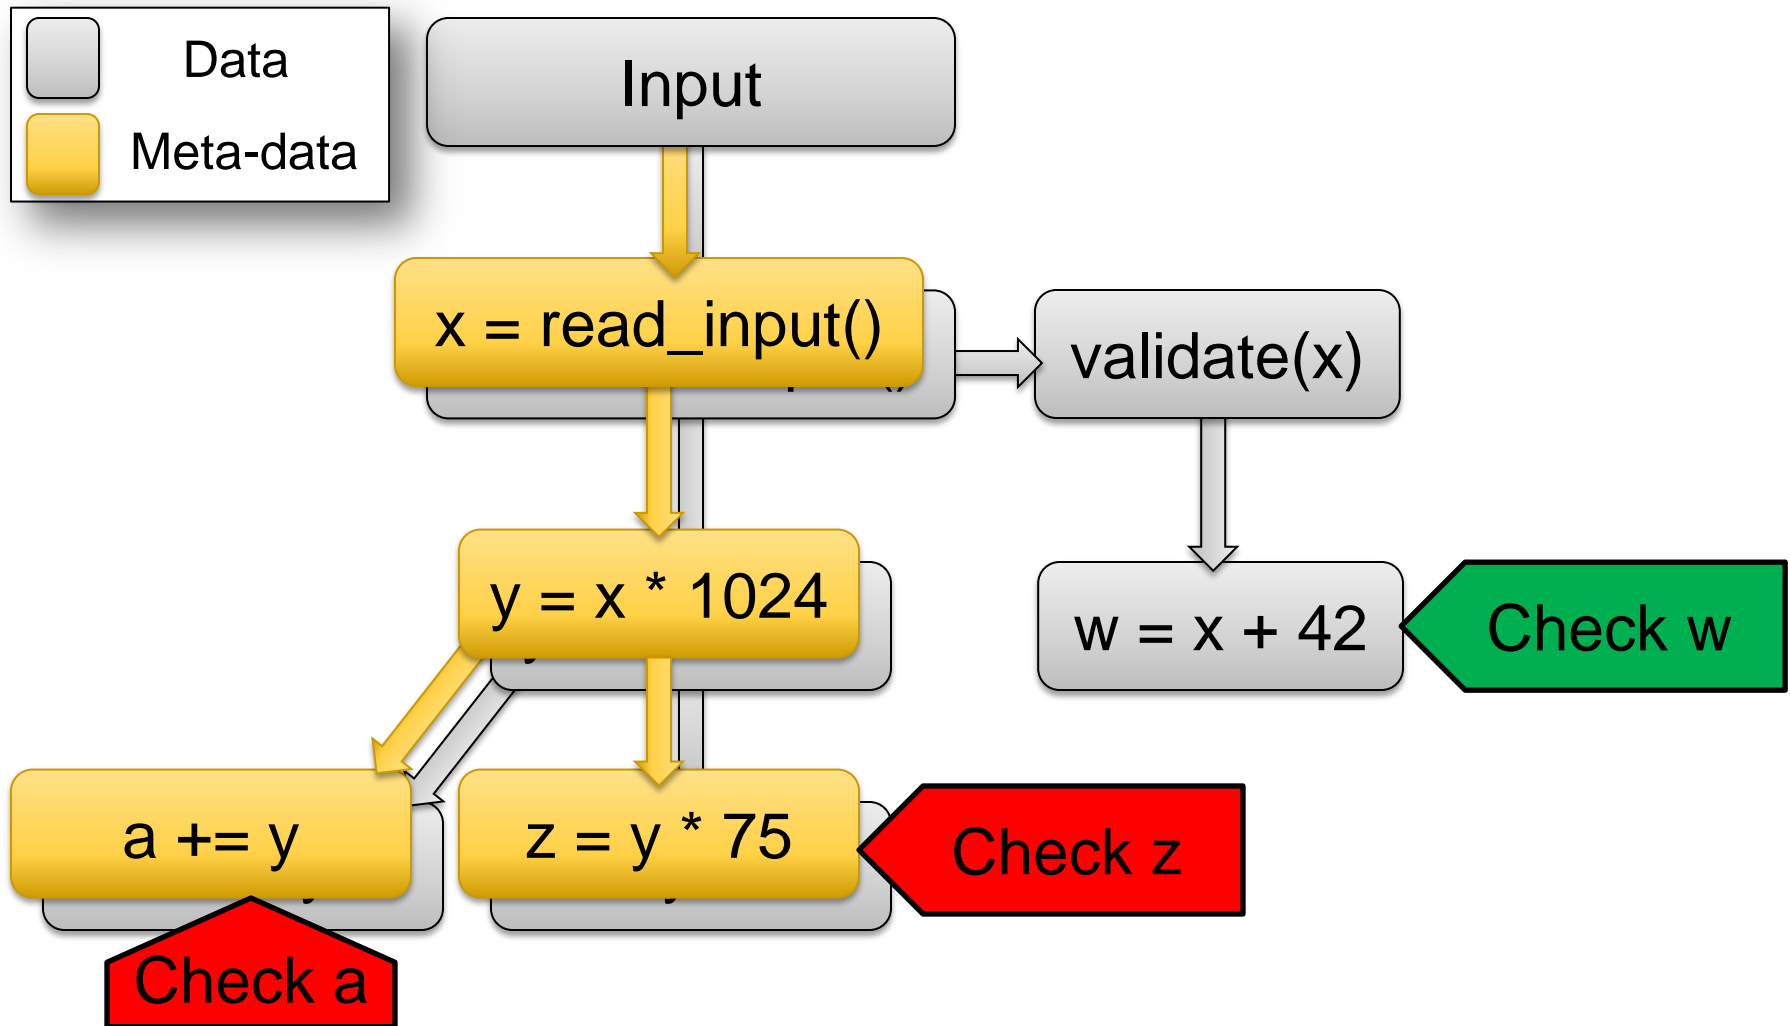 Data
Meta-data
Input
x = read_input()
validate(x)
y = x * 1024
w = x + 42
Check w
a += y
z = y * 75
Check z
Check a